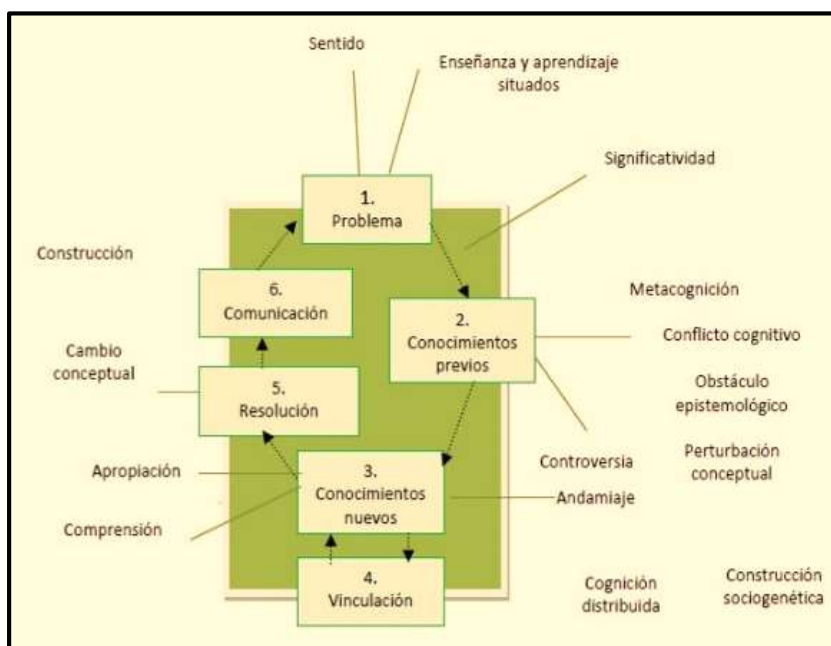 Sentido
Enseñanza y aprendizaje
situados
Significatividad
1.
Problema
Construcción
6.
Comunicación
Metacognición
2.
Conocimientos
previos
Conflicto cognitivo
Cambio
conceptual
5.
Resolución
Obstáculo
epistemológico
Apropiación
3.
Conocimientos
nuevos
Controversia
Perturbación
conceptual
Andamiaje
Comprensión
4.
Vinculación
Cognición
distribuida
Construcción
sociogenética